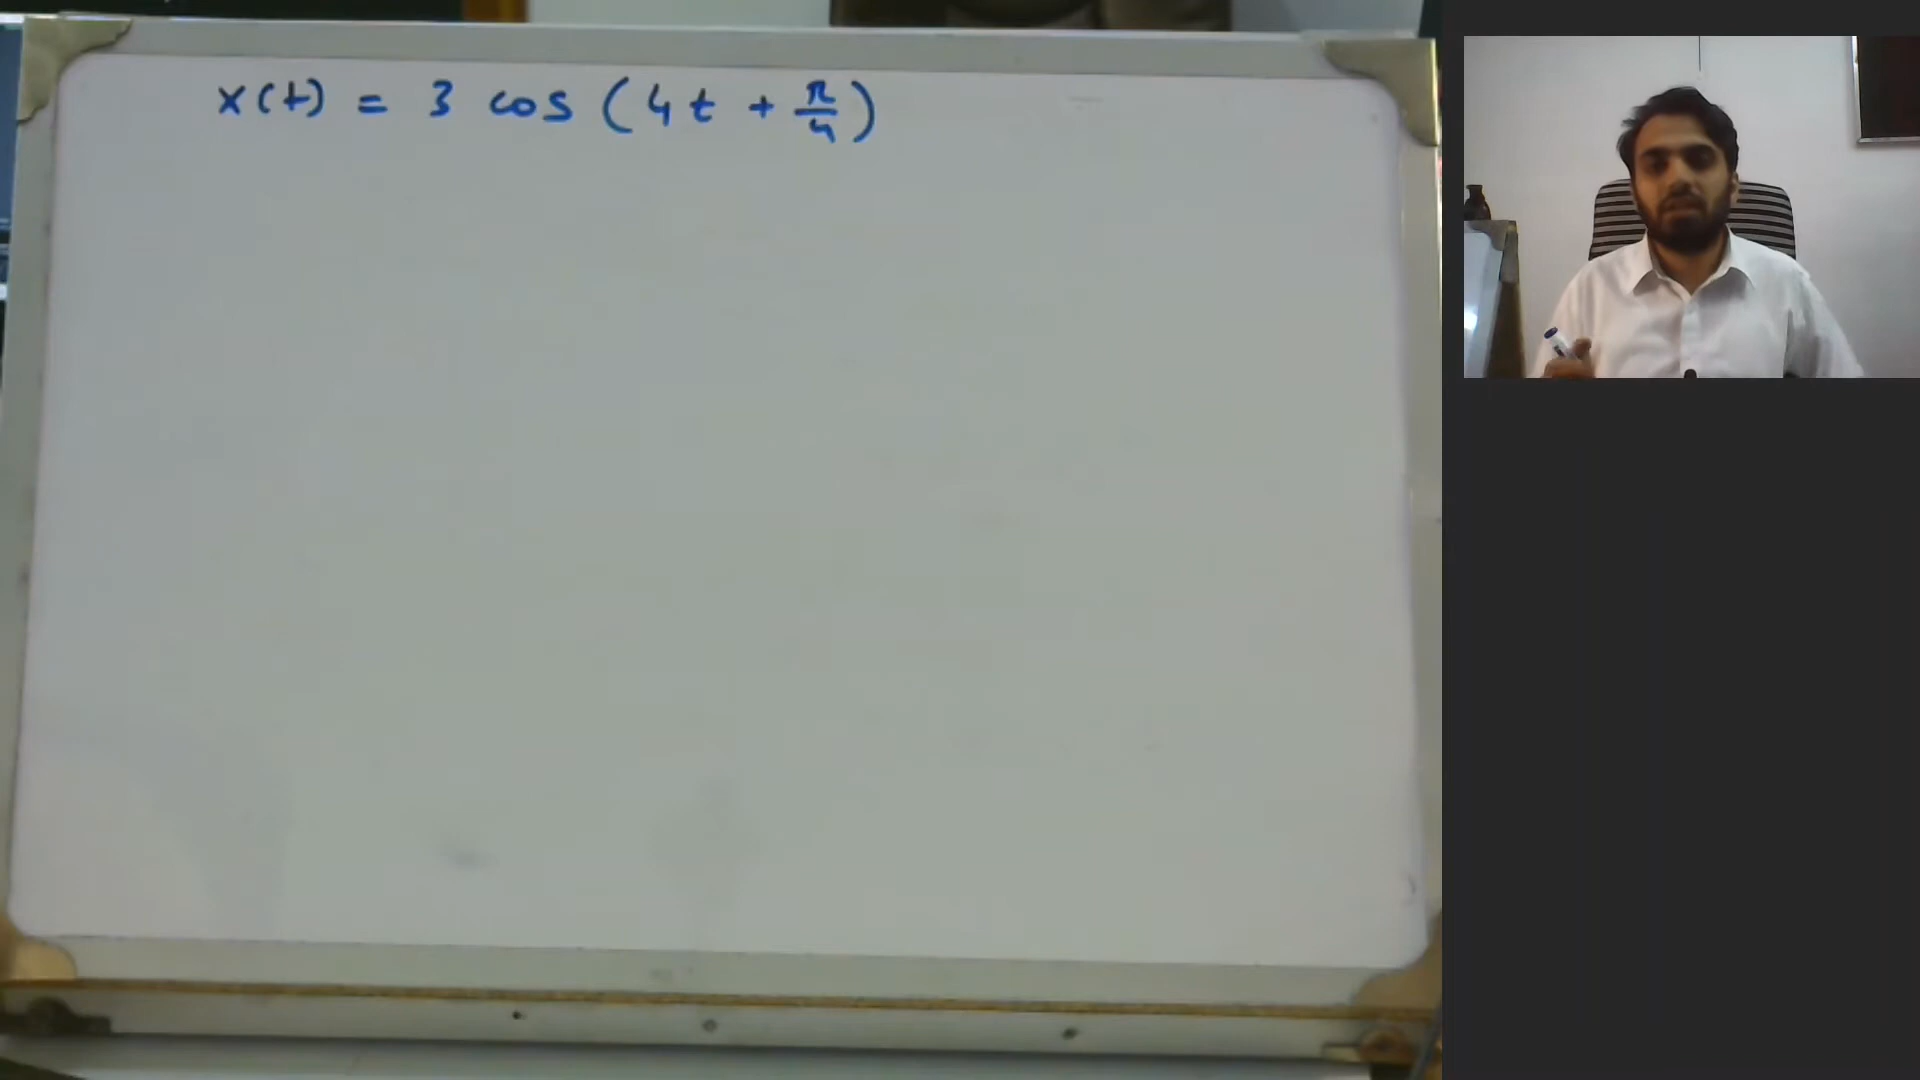 x(t) = 3 cos (4t + π/4)